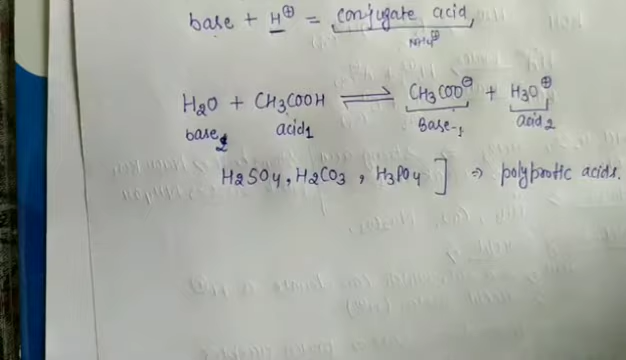 base + H⊕ = conjugate acid,
NH₄⊕
H₂O + CH₃COOH ⇌ CH₃COO⊖ + H₃O⊕
base₂ acid₁ Base-₁ acid₂
H₂SO₄, H₂CO₃, H₃PO₄ ] ⇒ polyprotic acids.